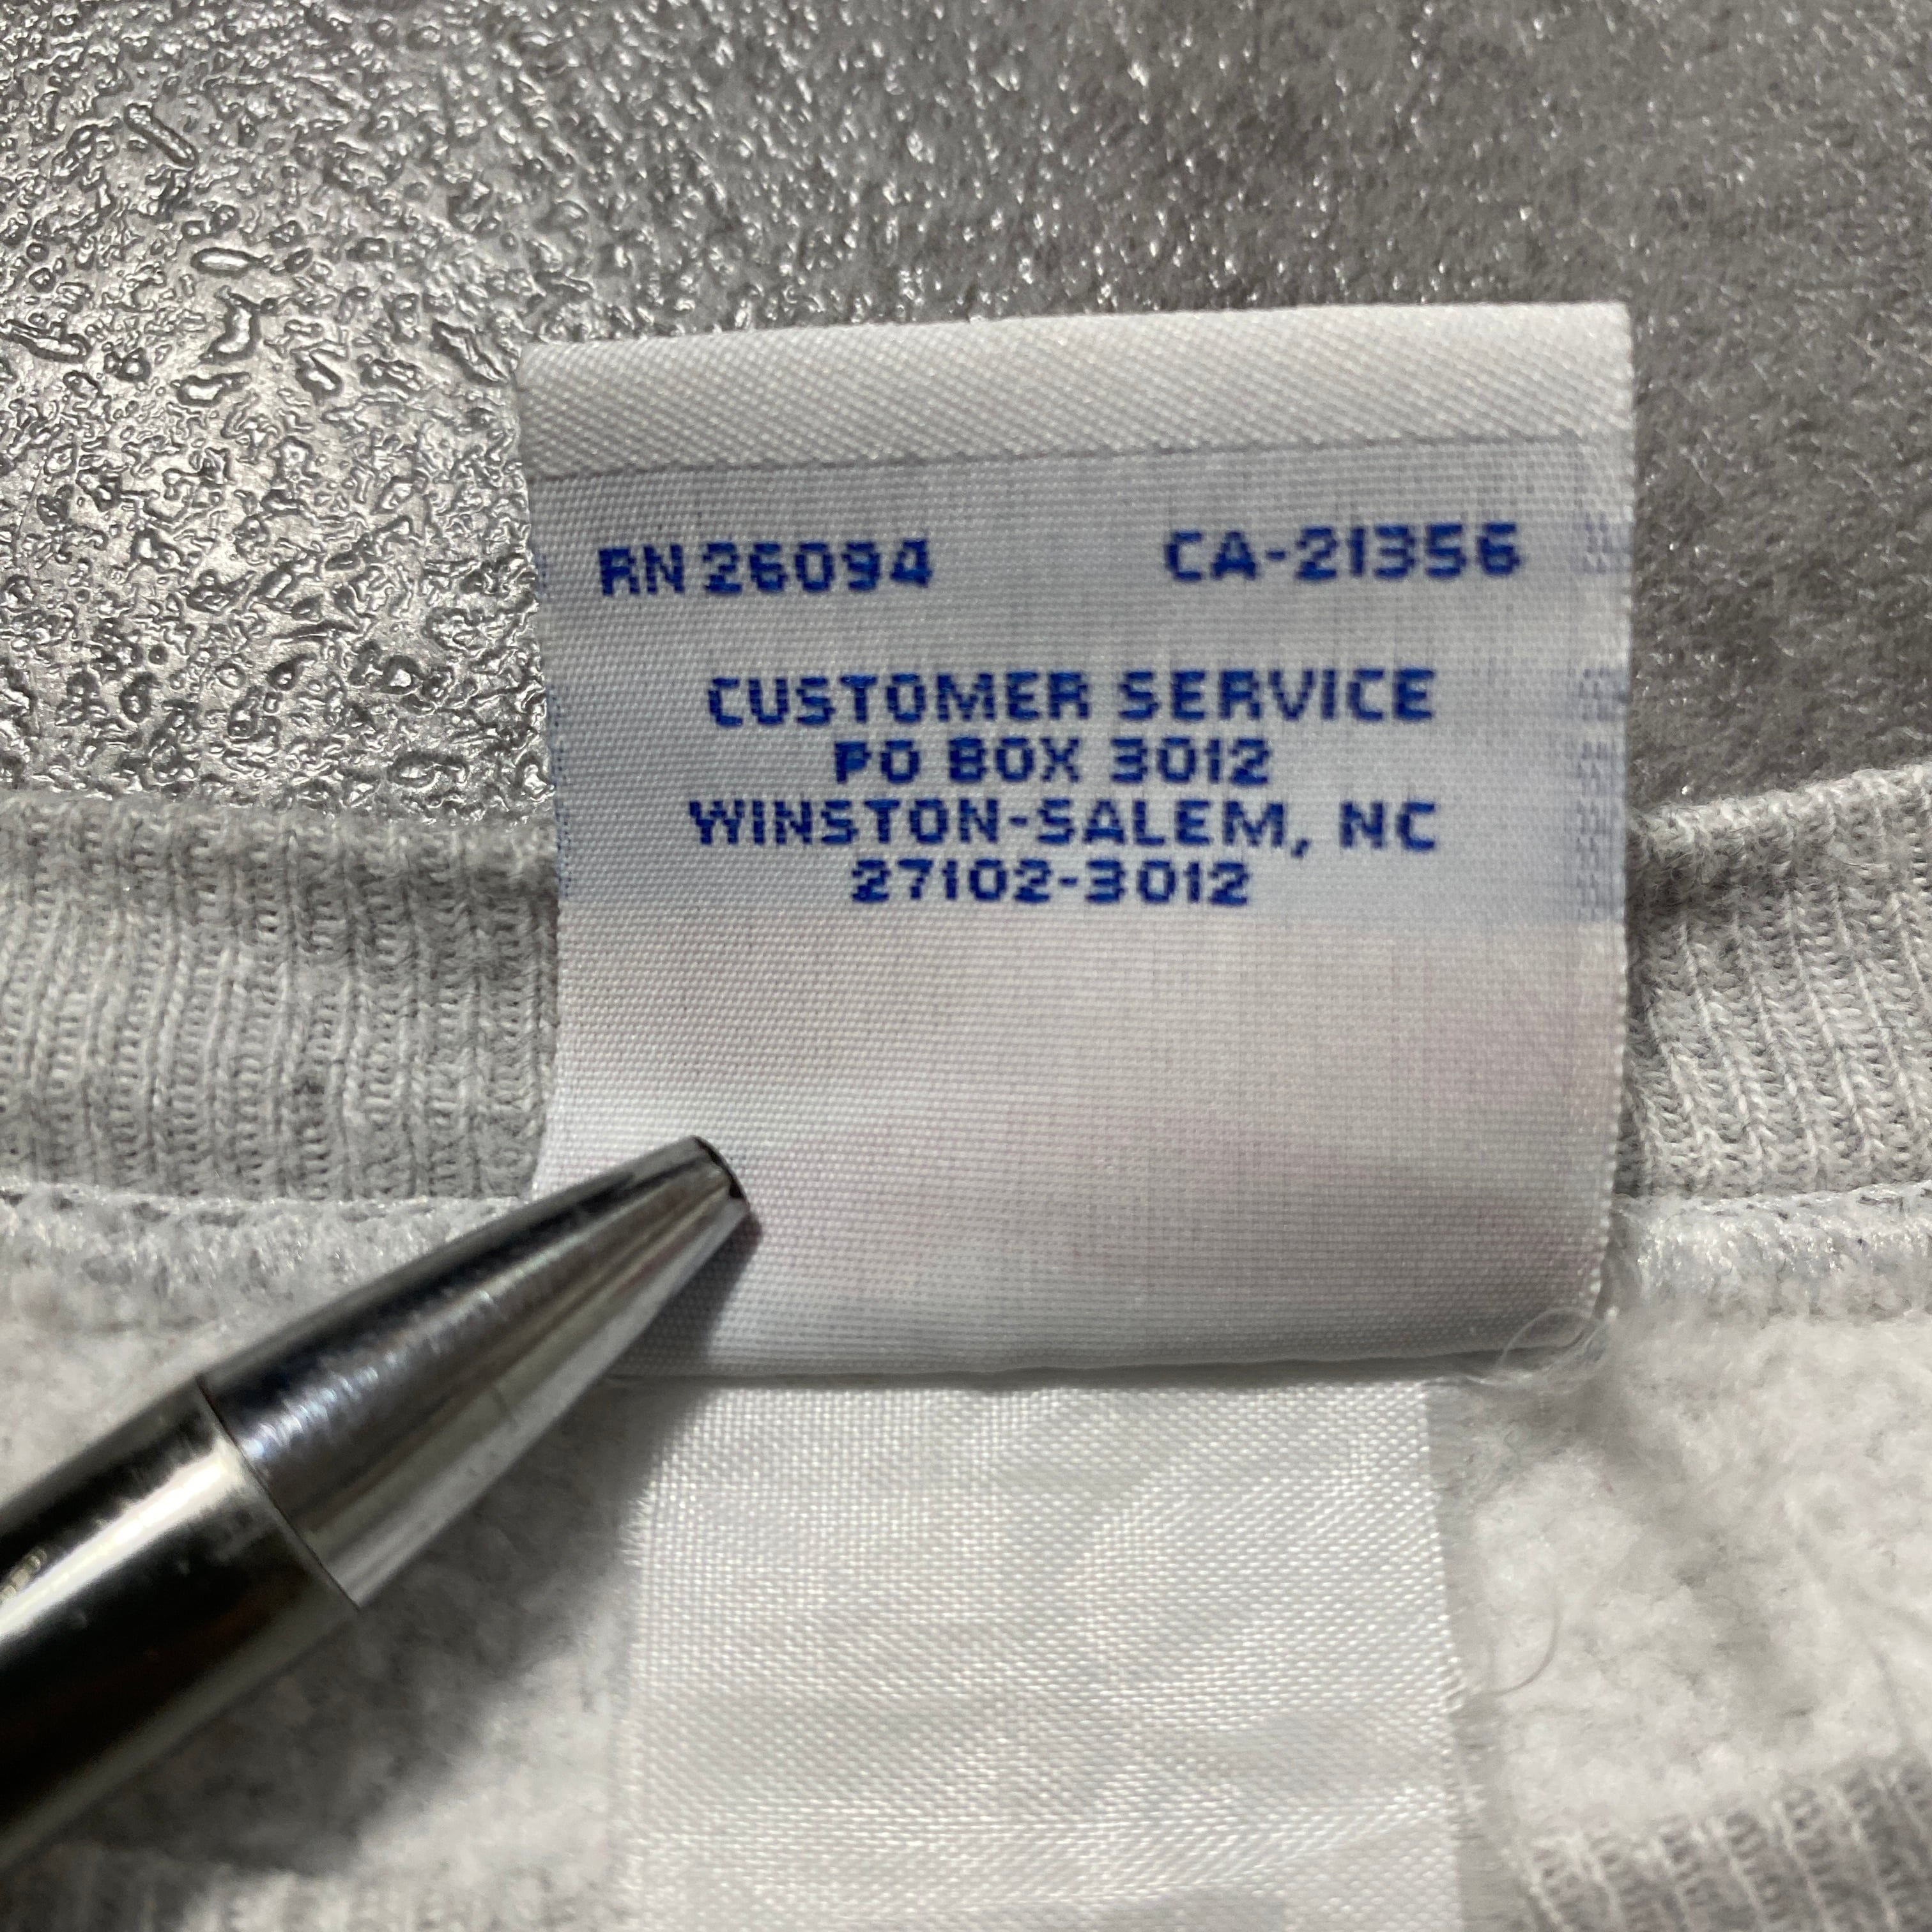 RN 26094 CA-21356
CUSTOMER SERVICE
PO BOX 3012
WINSTON-SALEM, NC
27102-3012